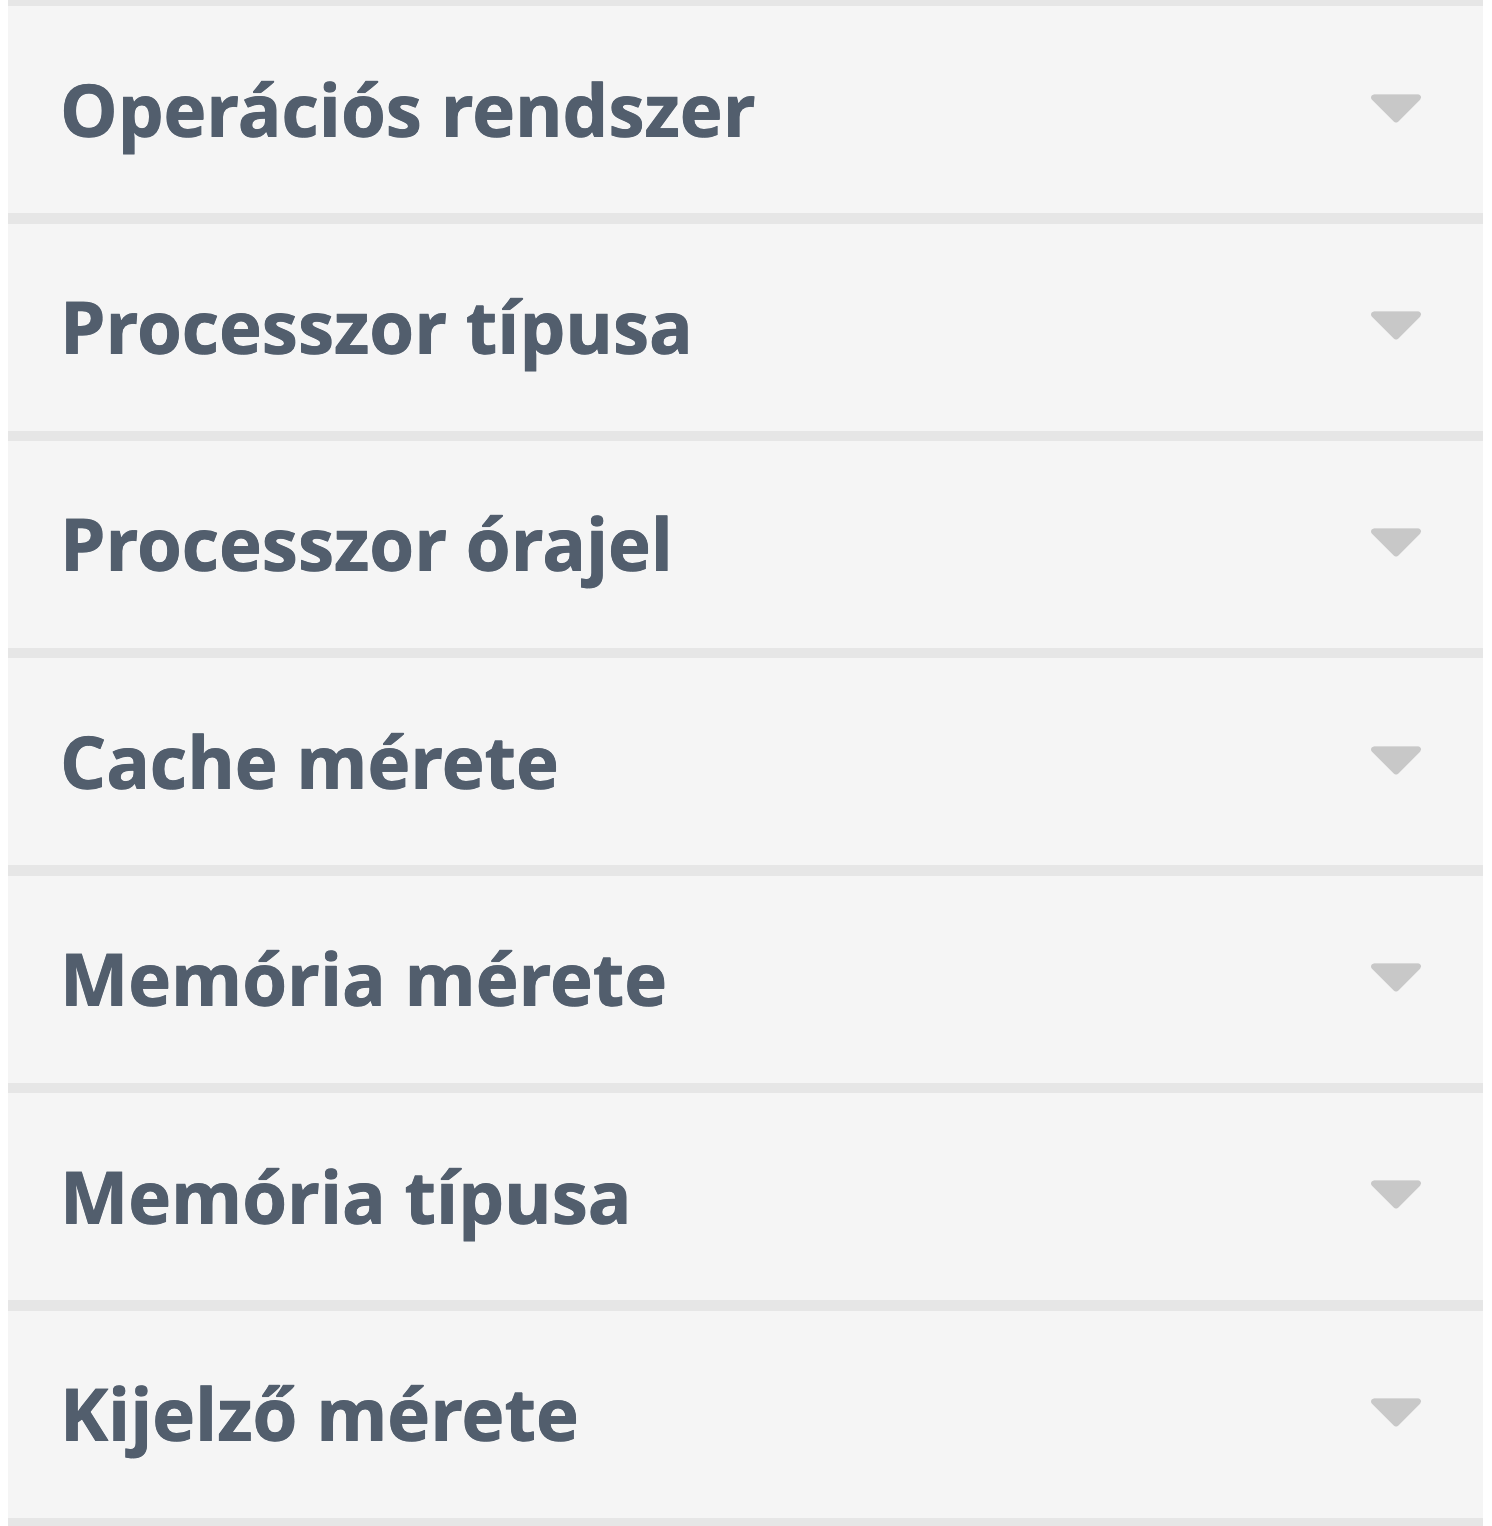 Operációs rendszer
Processzor típusa
Processzor órajel
Cache mérete
Memória mérete
Memória típusa
Kijelző mérete